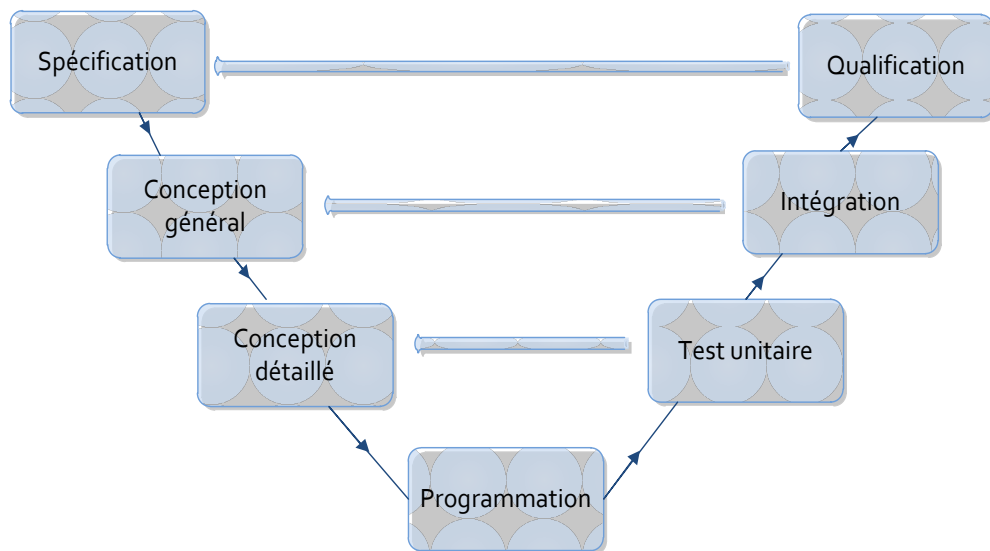 Spécification
Qualification
Conception
général
Intégration
Conception
détaillé
Test unitaire
Programmation